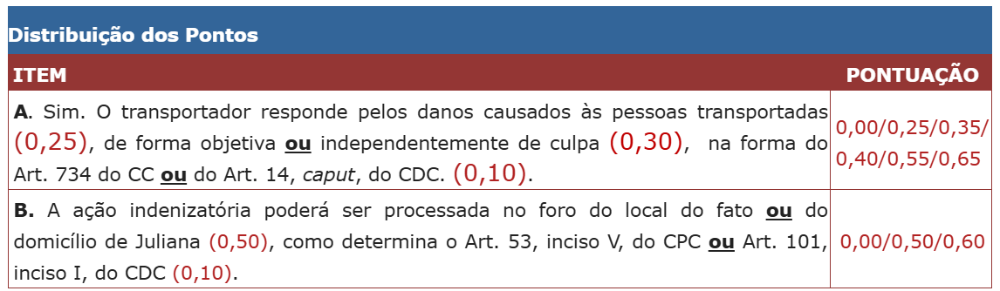 Distribuição dos Pontos
ITEM PONTUAÇÃO
A. Sim. O transportador responde pelos danos causados às pessoas transportadas
(0,25), de forma objetiva ou independentemente de culpa (0,30), na forma do
Art. 734 do CC ou do Art. 14, caput, do CDC. (0,10).
0,00/0,25/0,35/
0,40/0,55/0,65
B. A ação indenizatória poderá ser processada no foro do local do fato ou do
domicílio de Juliana (0,50), como determina o Art. 53, inciso V, do CPC ou Art. 101,
inciso I, do CDC (0,10).
0,00/0,50/0,60